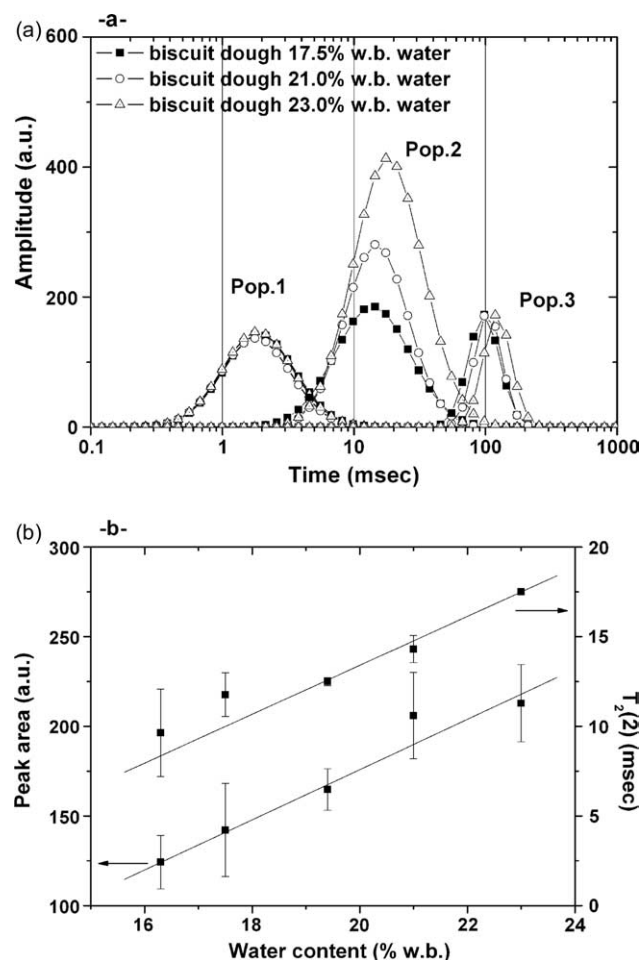 -a-
(a)
600
biscuit dough 17.5% w.b. water
biscuit dough 21.0% w.b. water
biscuit dough 23.0% w.b. water
Pop.2
400
Amplitude (a.u.)
Pop.1
Pop.3
200
0
0.1 1 10 100 1000
Time (msec)
(b)
-b-
300 20
250 15
Peak area (a.u.)
200 10
T2(2) (msec)
150 5
100 0
16 18 20 22 24
Water content (% w.b.)